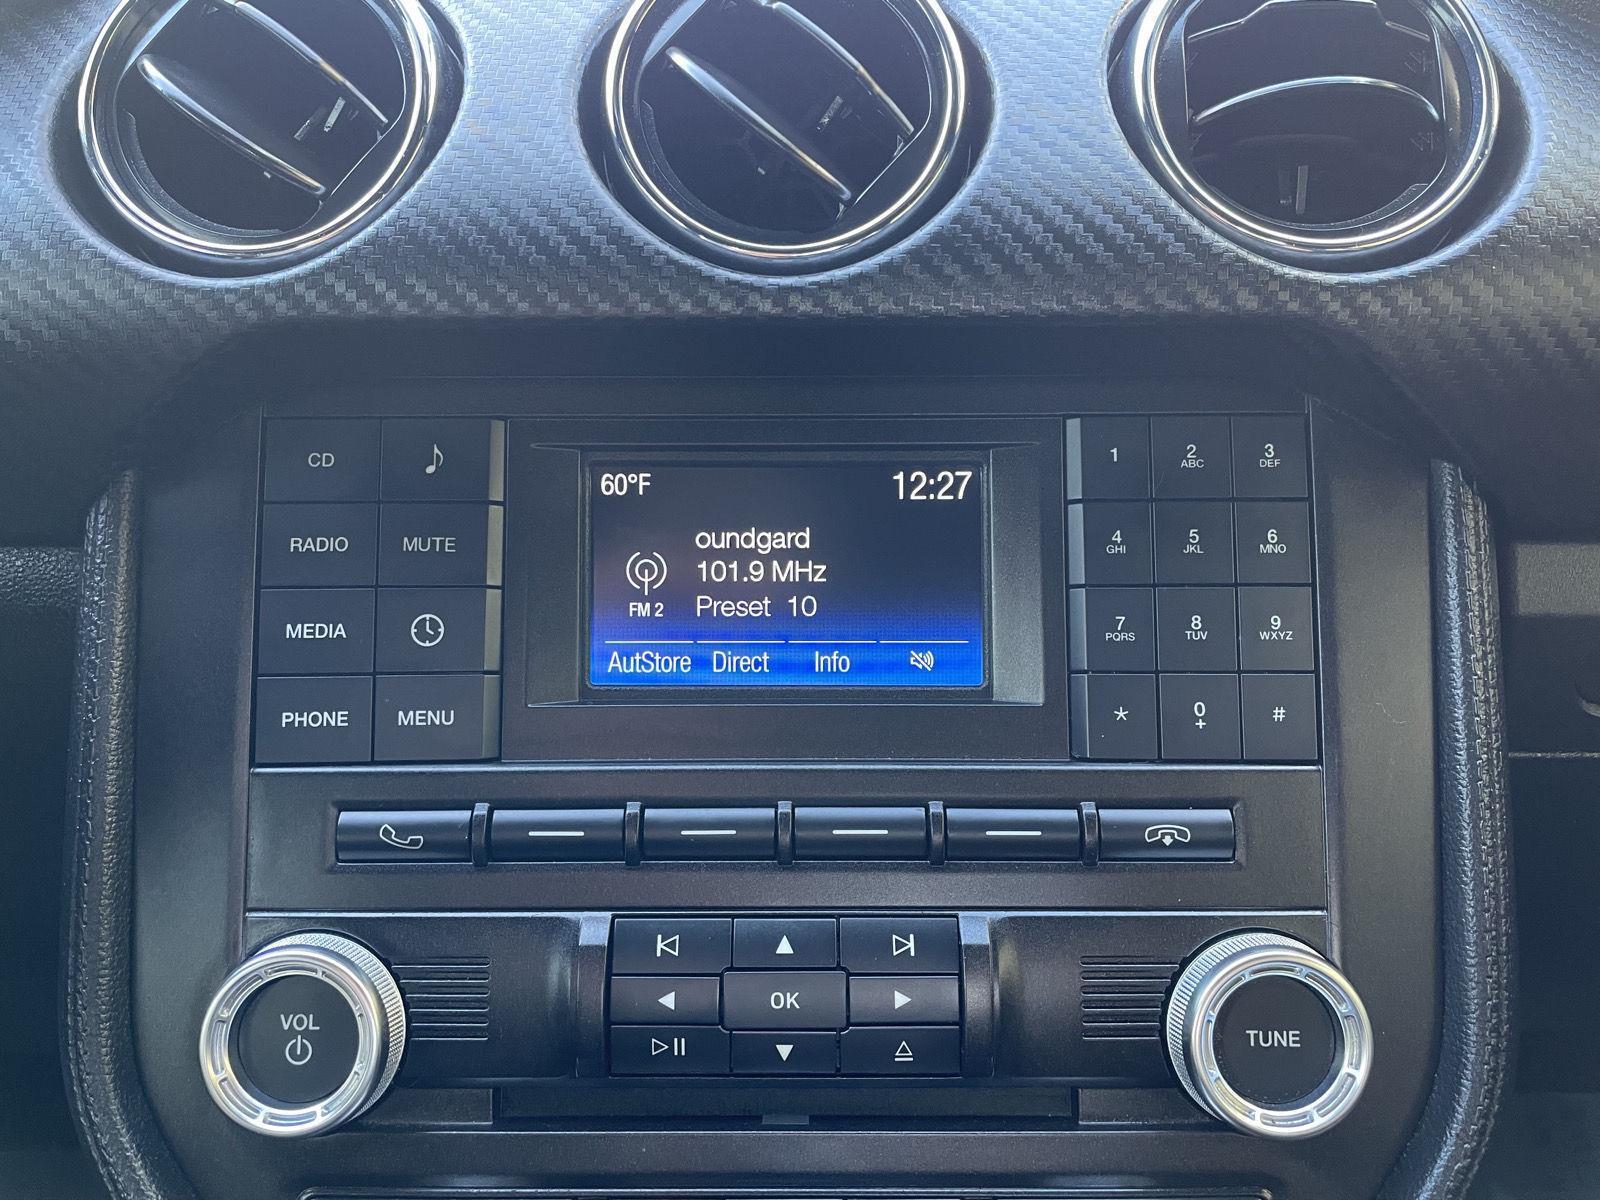 CD
RADIO MUTE
MEDIA
PHONE MENU
60°F 12:27
oundgard
101.9 MHz
FM 2 Preset 10
AutStore Direct Info
1 2 ABC 3 DEF
4 GHI 5 JKL 6 MNO
7 PQRS 8 TUV 9 WXYZ
* 0 + #
OK
VOL
TUNE